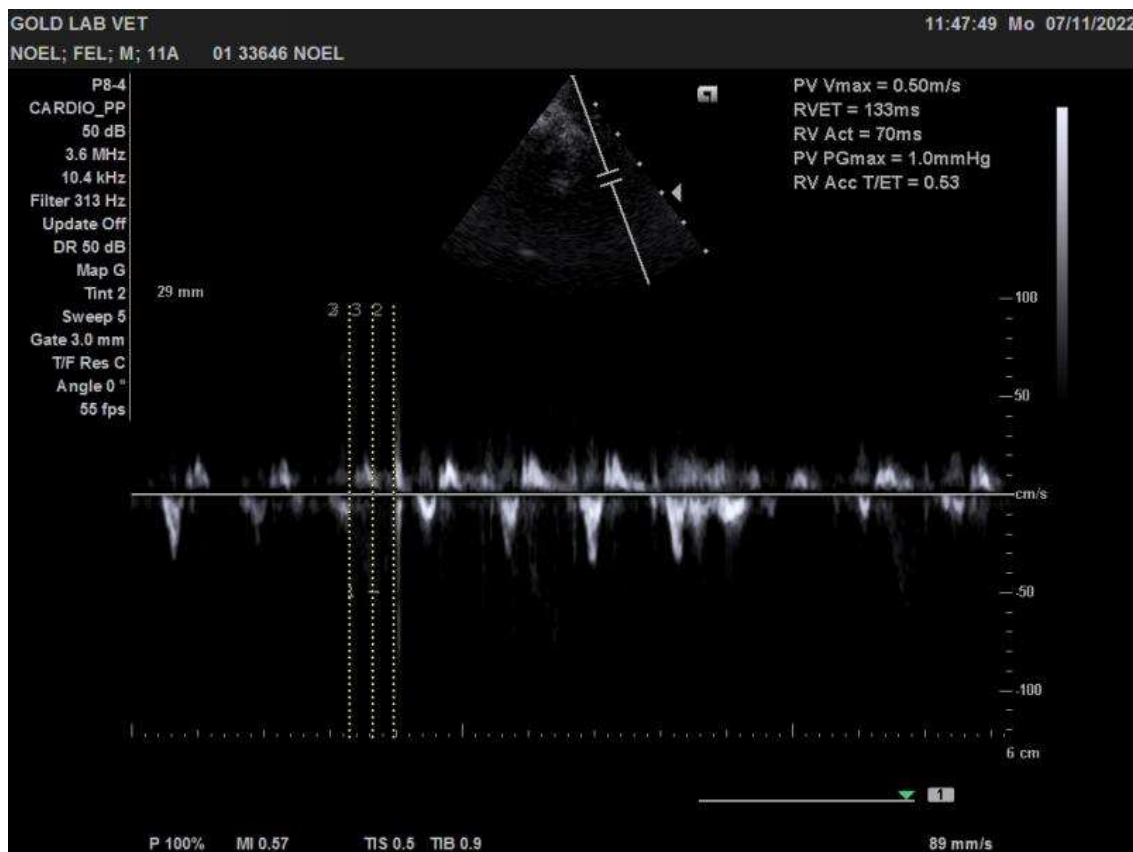 GOLD LAB VET
11:47:49 Mo 07/11/2022
NOEL; FEL; M; 11A 01 33646 NOEL
P8-4
CARDIO_PP
50 dB
3.6 MHz
10.4 kHz
Filter 313 Hz
Update Off
DR 50 dB
Map G
Tint 2
Sweep 5
Gate 3.0 mm
T/F Res C
Angle 0 °
55 fps
PV Vmax = 0.50m/s
RVET = 133ms
RV Act = 70ms
PV PGmax = 1.0mmHg
RV Acc T/ET = 0.53
29 mm
3 2
100
50
cm/s
-50
-100
6 cm
1
P 100% MI 0.57 TIS 0.5 TIB 0.9
89 mm/s